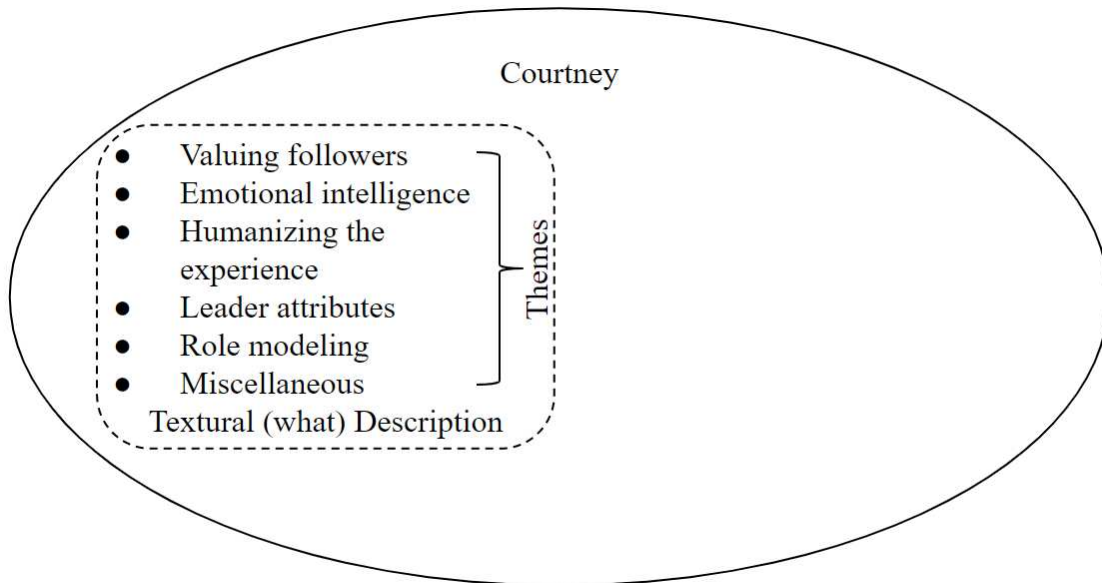 Courtney
● Valuing followers
● Emotional intelligence
● Humanizing the
experience
● Leader attributes
● Role modeling
● Miscellaneous
Themes
Textural (what) Description